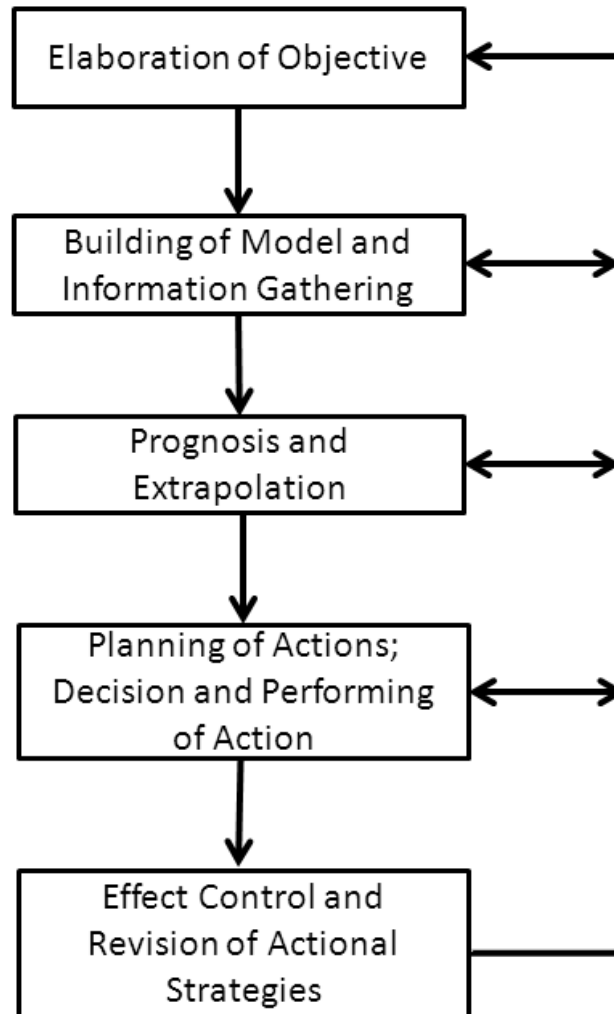 Elaboration of Objective
Building of Model and
Information Gathering
Prognosis and
Extrapolation
Planning of Actions;
Decision and Performing
of Action
Effect Control and
Revision of Actional
Strategies